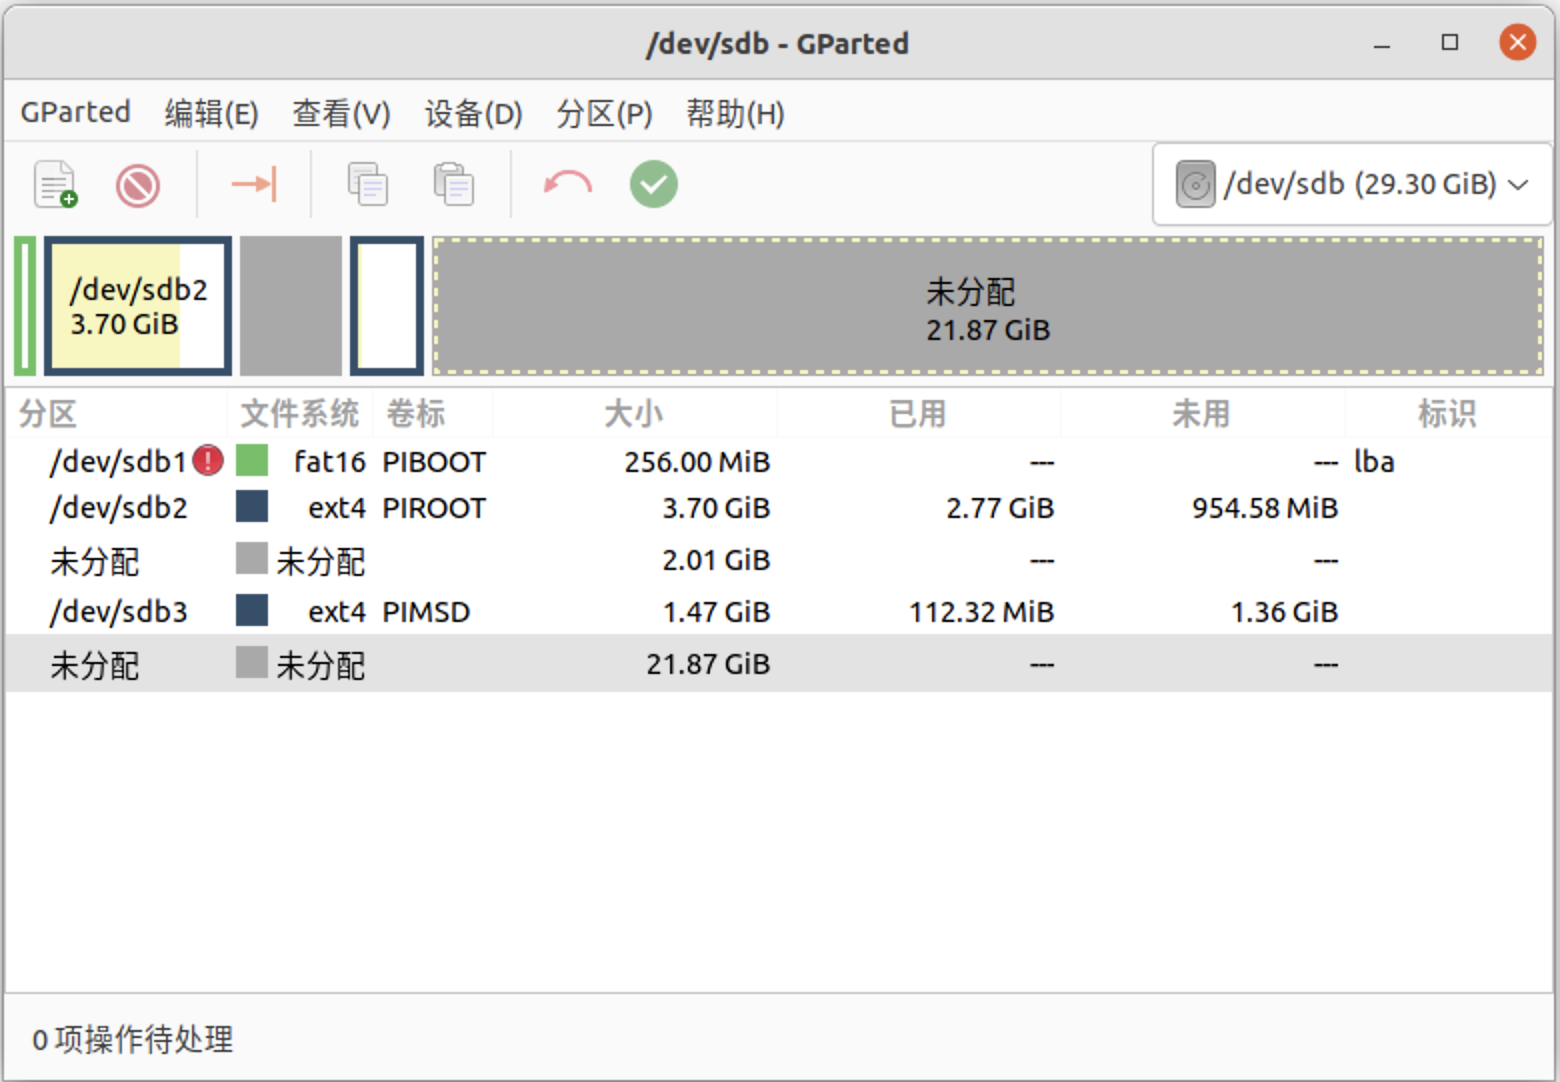 /dev/sdb - GParted
GParted 编辑(E) 查看(V) 设备(D) 分区(P) 帮助(H)
/dev/sdb (29.30 GiB)
/dev/sdb2
3.70 GiB
未分配
21.87 GiB
分区 文件系统 卷标 大小 已用 未用 标识
/dev/sdb1 fat16 PIBOOT 256.00 MiB --- --- lba
/dev/sdb2 ext4 PIROOT 3.70 GiB 2.77 GiB 954.58 MiB
未分配 未分配 2.01 GiB --- ---
/dev/sdb3 ext4 PIMSD 1.47 GiB 112.32 MiB 1.36 GiB
未分配 未分配 21.87 GiB --- ---
0 项操作待处理